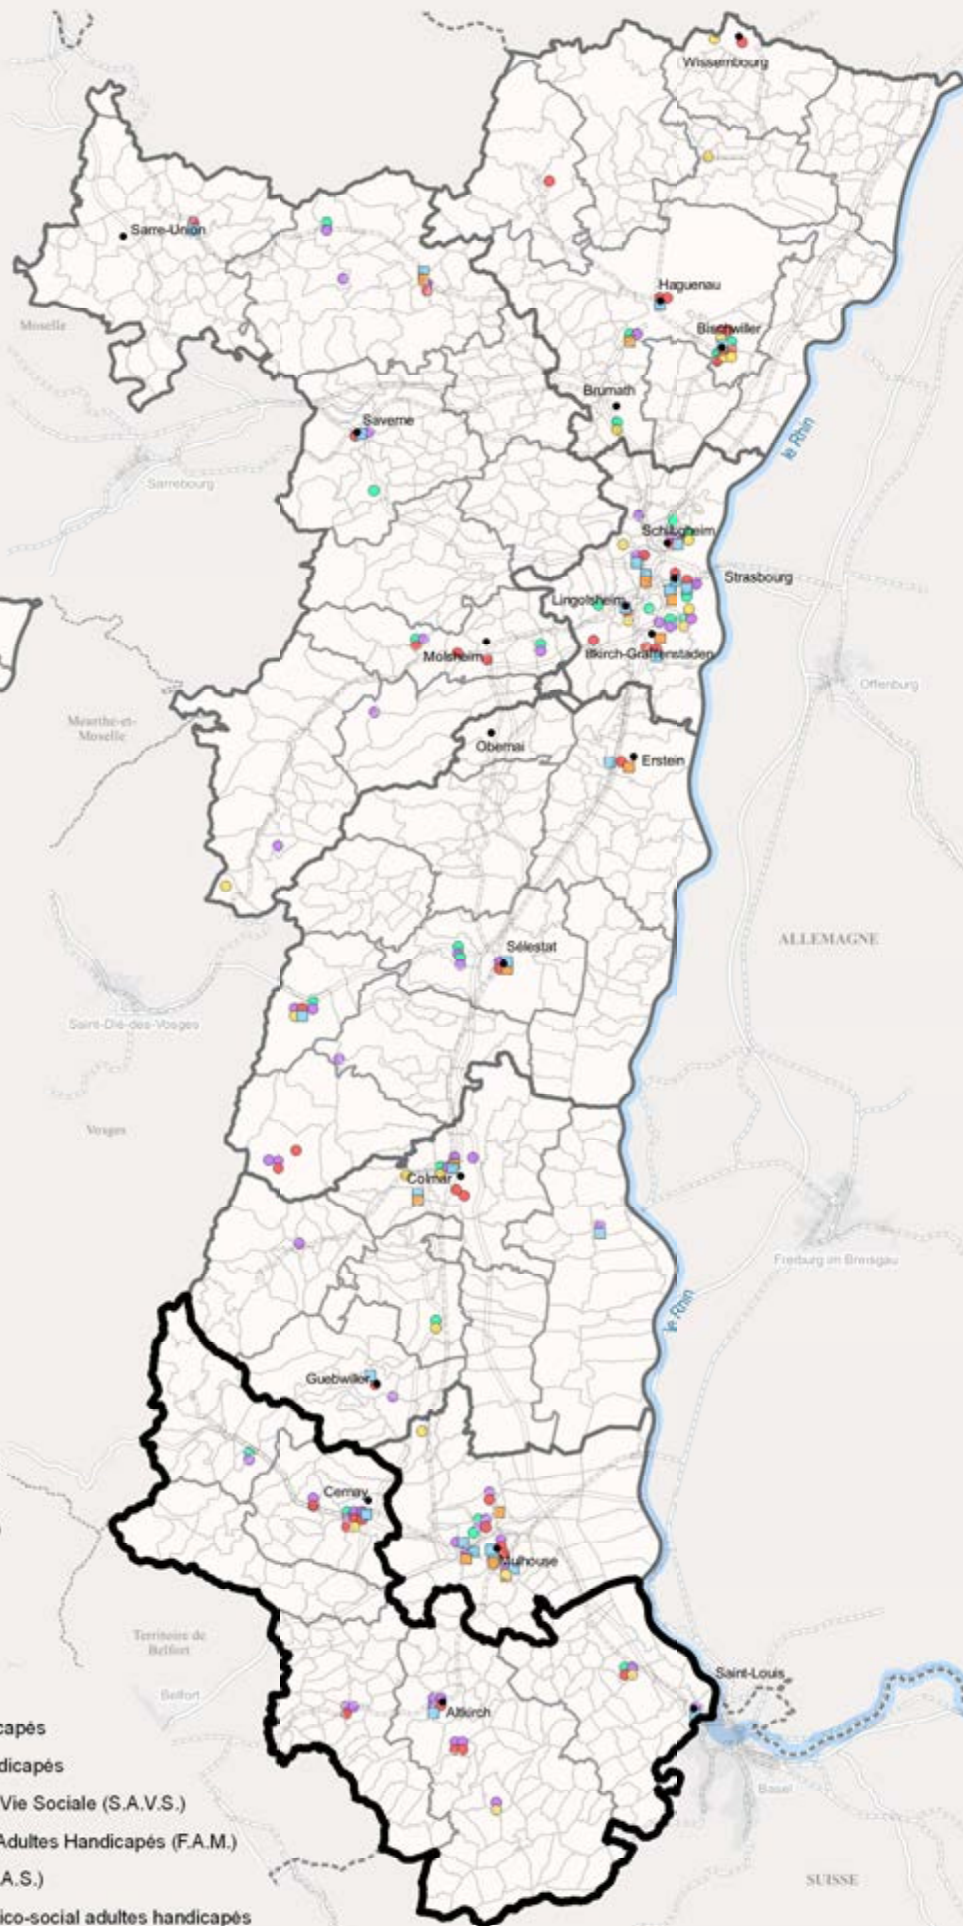 Wissembourg
Sarre-Union
Haguenau
Moselle
Bischwiller
Brumath
Saverne
le Rhin
Sarrebourg
Schiltigheim
Strasbourg
Lingolsheim
Molsheim
Illkirch-Graffenstaden
Offenburg
Meurthe-et-
Moselle
Obernai
Erstein
ALLEMAGNE
Sélestat
Saint-Dié-des-Vosges
Vosges
Colmar
Freiburg im Breisgau
le Rhin
Guebwiller
Cernay
Mulhouse
Territoire de
Belfort
Saint-Louis
Belfort
Altkirch
capés
dicapés
Basel
Vie Sociale (S.A.V.S.)
Adultes Handicapés (F.A.M.)
A.S.)
SUISSE
ico-social adultes handicapés